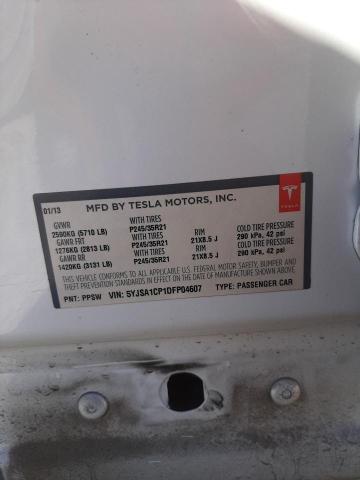 01/13
MFD BY TESLA MOTORS, INC.
TESLA
GVWR WITH TIRES COLD TIRE PRESSURE
2590KG (5710 LB) P245/35R21 RIM 290 kPa, 42 psi
GAWR FRT WITH TIRES 21X8.5 J COLD TIRE PRESSURE
1276KG (2813 LB) P245/35R21 RIM 290 kPa, 42 psi
GAWR RR WITH TIRES 21X8.5 J
1420KG (3131 LB) P245/35R21
THIS VEHICLE CONFORMS TO ALL APPLICABLE U.S. FEDERAL MOTOR SAFETY, BUMPER AND
THEFT PREVENTION STANDARDS IN EFFECT ON THE DATE OF MANUFACTURE SHOWN ABOVE.
PNT: PPSW VIN: 5YJSA1CP1DFP04607 TYPE: PASSENGER CAR